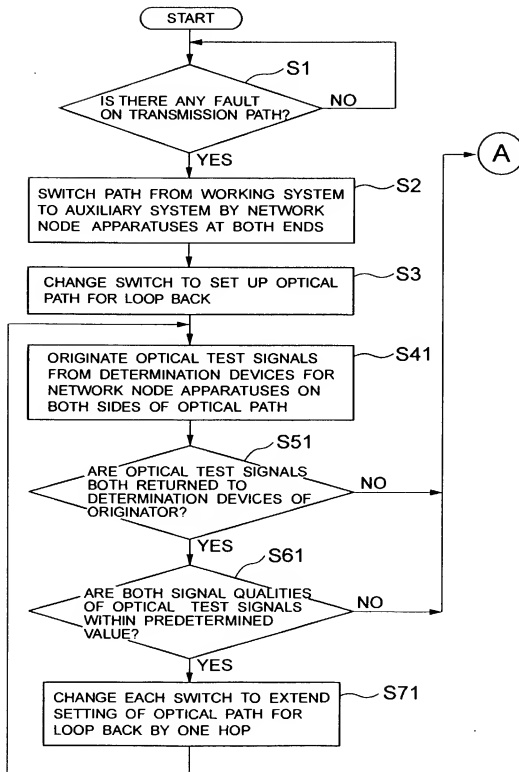 START
S1
IS THERE ANY FAULT
ON TRANSMISSION PATH?
NO
YES
A
S2
SWITCH PATH FROM WORKING SYSTEM
TO AUXILIARY SYSTEM BY NETWORK
NODE APPARATUSES AT BOTH ENDS
S3
CHANGE SWITCH TO SET UP OPTICAL
PATH FOR LOOP BACK
S41
ORIGINATE OPTICAL TEST SIGNALS
FROM DETERMINATION DEVICES FOR
NETWORK NODE APPARATUSES ON
BOTH SIDES OF OPTICAL PATH
S51
ARE OPTICAL TEST SIGNALS
BOTH RETURNED TO
DETERMINATION DEVICES OF
ORIGINATOR?
NO
YES
S61
ARE BOTH SIGNAL QUALITIES
OF OPTICAL TEST SIGNALS
WITHIN PREDETERMINED
VALUE?
NO
YES
S71
CHANGE EACH SWITCH TO EXTEND
SETTING OF OPTICAL PATH FOR
LOOP BACK BY ONE HOP